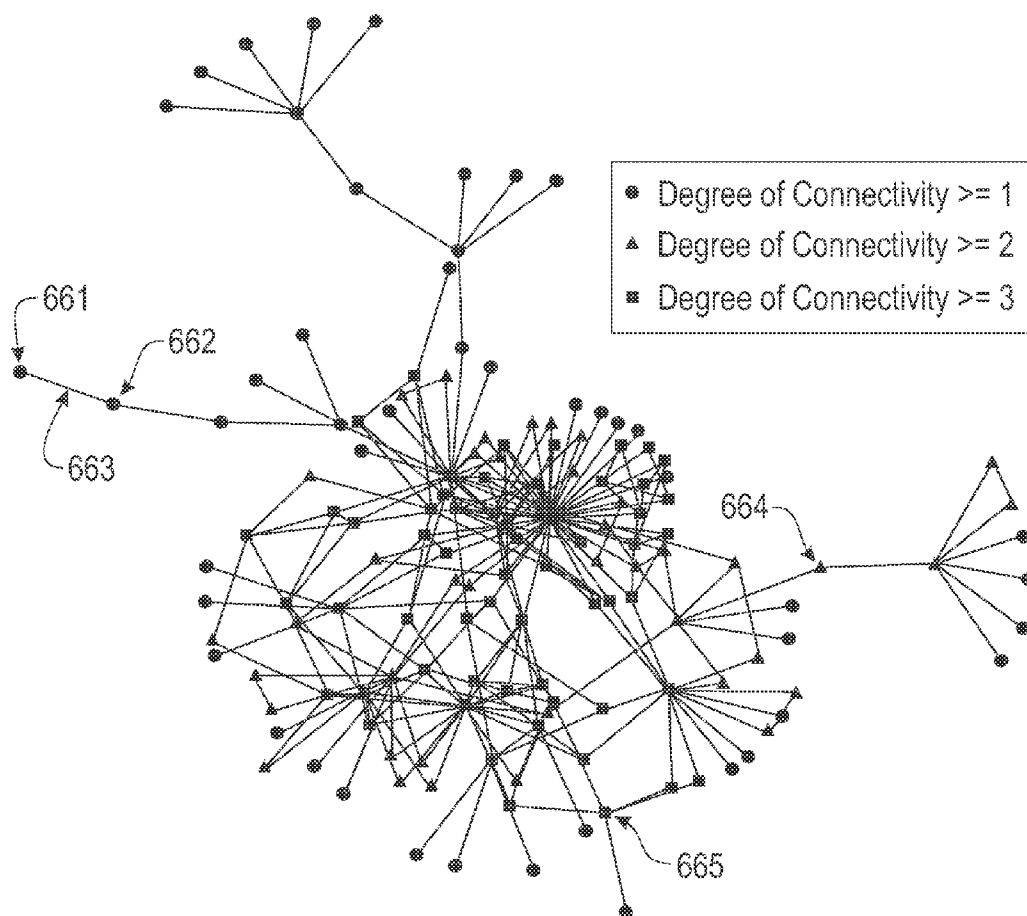 Degree of Connectivity >= 1
Degree of Connectivity >= 2
Degree of Connectivity >= 3
661
662
663
664
665